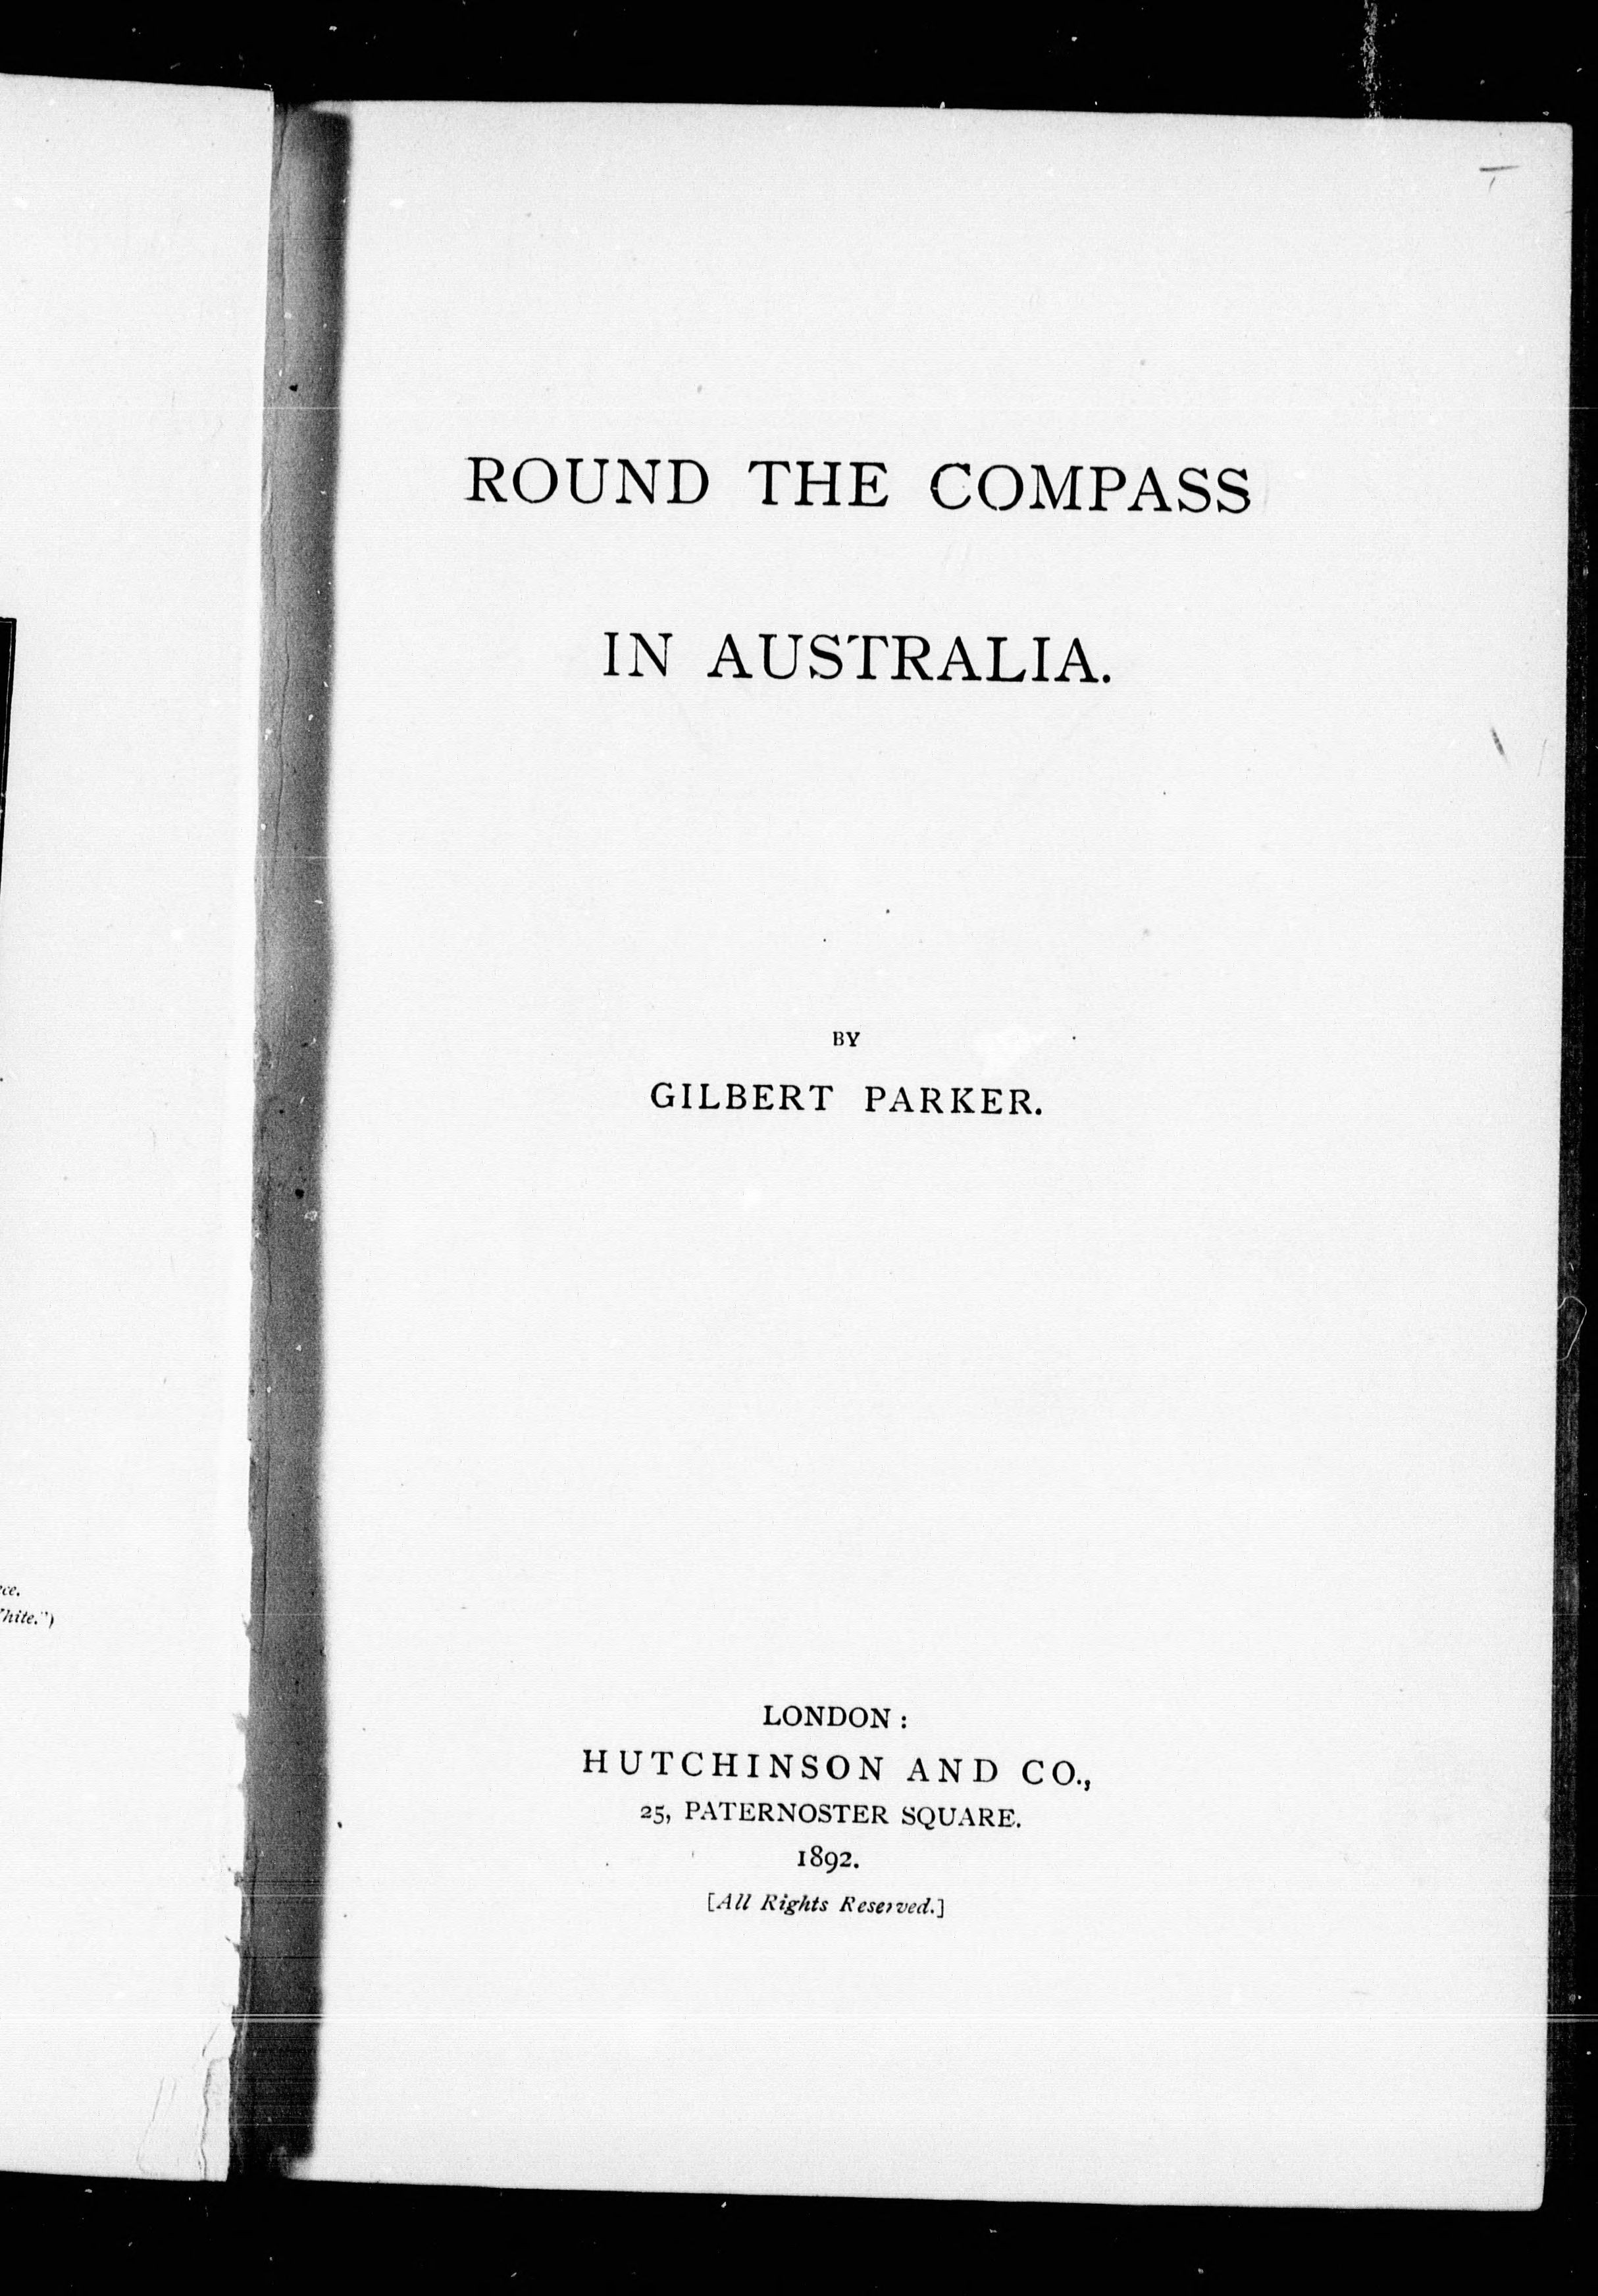 ROUND THE COMPASS
IN AUSTRALIA.
BY
GILBERT PARKER.
LONDON:
HUTCHINSON AND CO.,
25, PATERNOSTER SQUARE.
1892.
[All Rights Reserved.]